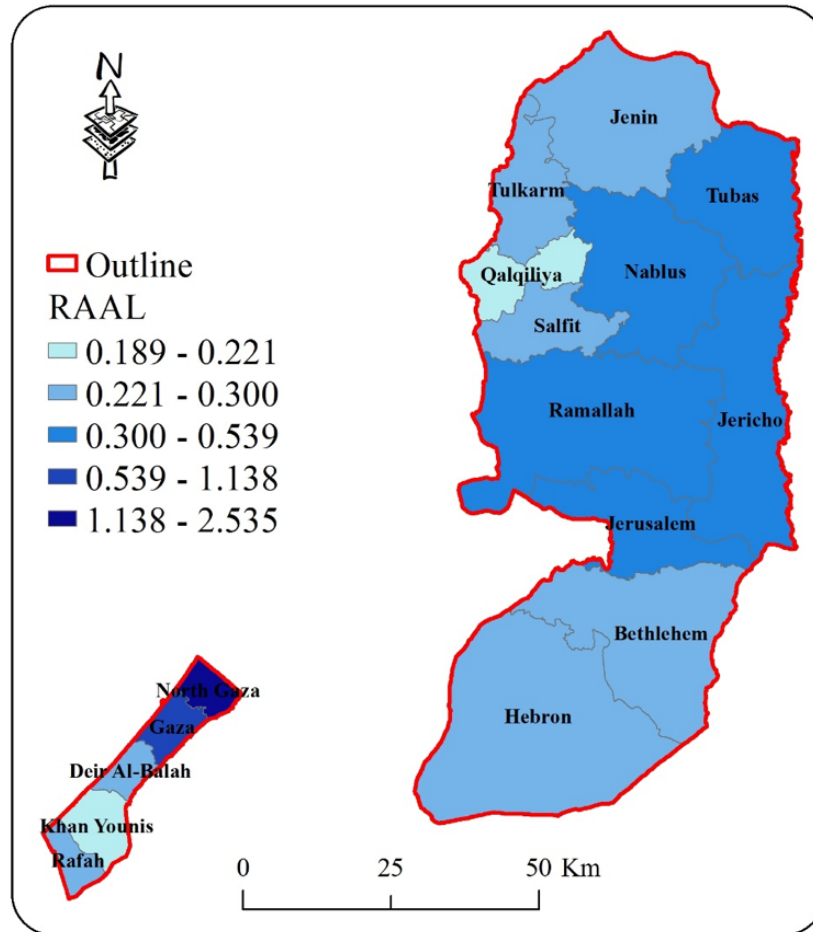 N
Outline
RAAL
0.189 - 0.221
0.221 - 0.300
0.300 - 0.539
0.539 - 1.138
1.138 - 2.535
Jenin
Tulkarm
Tubas
Qalqiliya
Nablus
Salfit
Ramallah
Jericho
Jerusalem
Bethlehem
Hebron
North Gaza
Gaza
Deir Al-Balah
Khan Younis
Rafah
0 25 50 Km